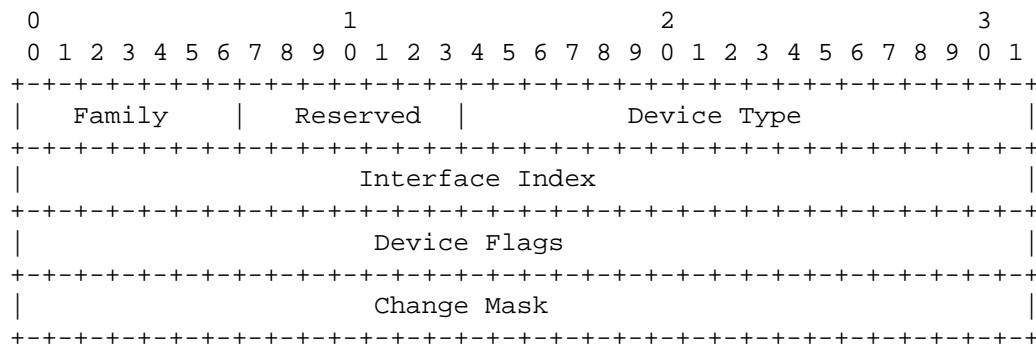 0                   1                   2                   3
0 1 2 3 4 5 6 7 8 9 0 1 2 3 4 5 6 7 8 9 0 1 2 3 4 5 6 7 8 9 0 1
+-+-+-+-+-+-+-+-+-+-+-+-+-+-+-+-+-+-+-+-+-+-+-+-+-+-+-+-+-+-+-+-+
|   Family    |   Reserved  |          Device Type              |
+-+-+-+-+-+-+-+-+-+-+-+-+-+-+-+-+-+-+-+-+-+-+-+-+-+-+-+-+-+-+-+-+
|                     Interface Index                           |
+-+-+-+-+-+-+-+-+-+-+-+-+-+-+-+-+-+-+-+-+-+-+-+-+-+-+-+-+-+-+-+-+
|                      Device Flags                             |
+-+-+-+-+-+-+-+-+-+-+-+-+-+-+-+-+-+-+-+-+-+-+-+-+-+-+-+-+-+-+-+-+
|                      Change Mask                              |
+-+-+-+-+-+-+-+-+-+-+-+-+-+-+-+-+-+-+-+-+-+-+-+-+-+-+-+-+-+-+-+-+